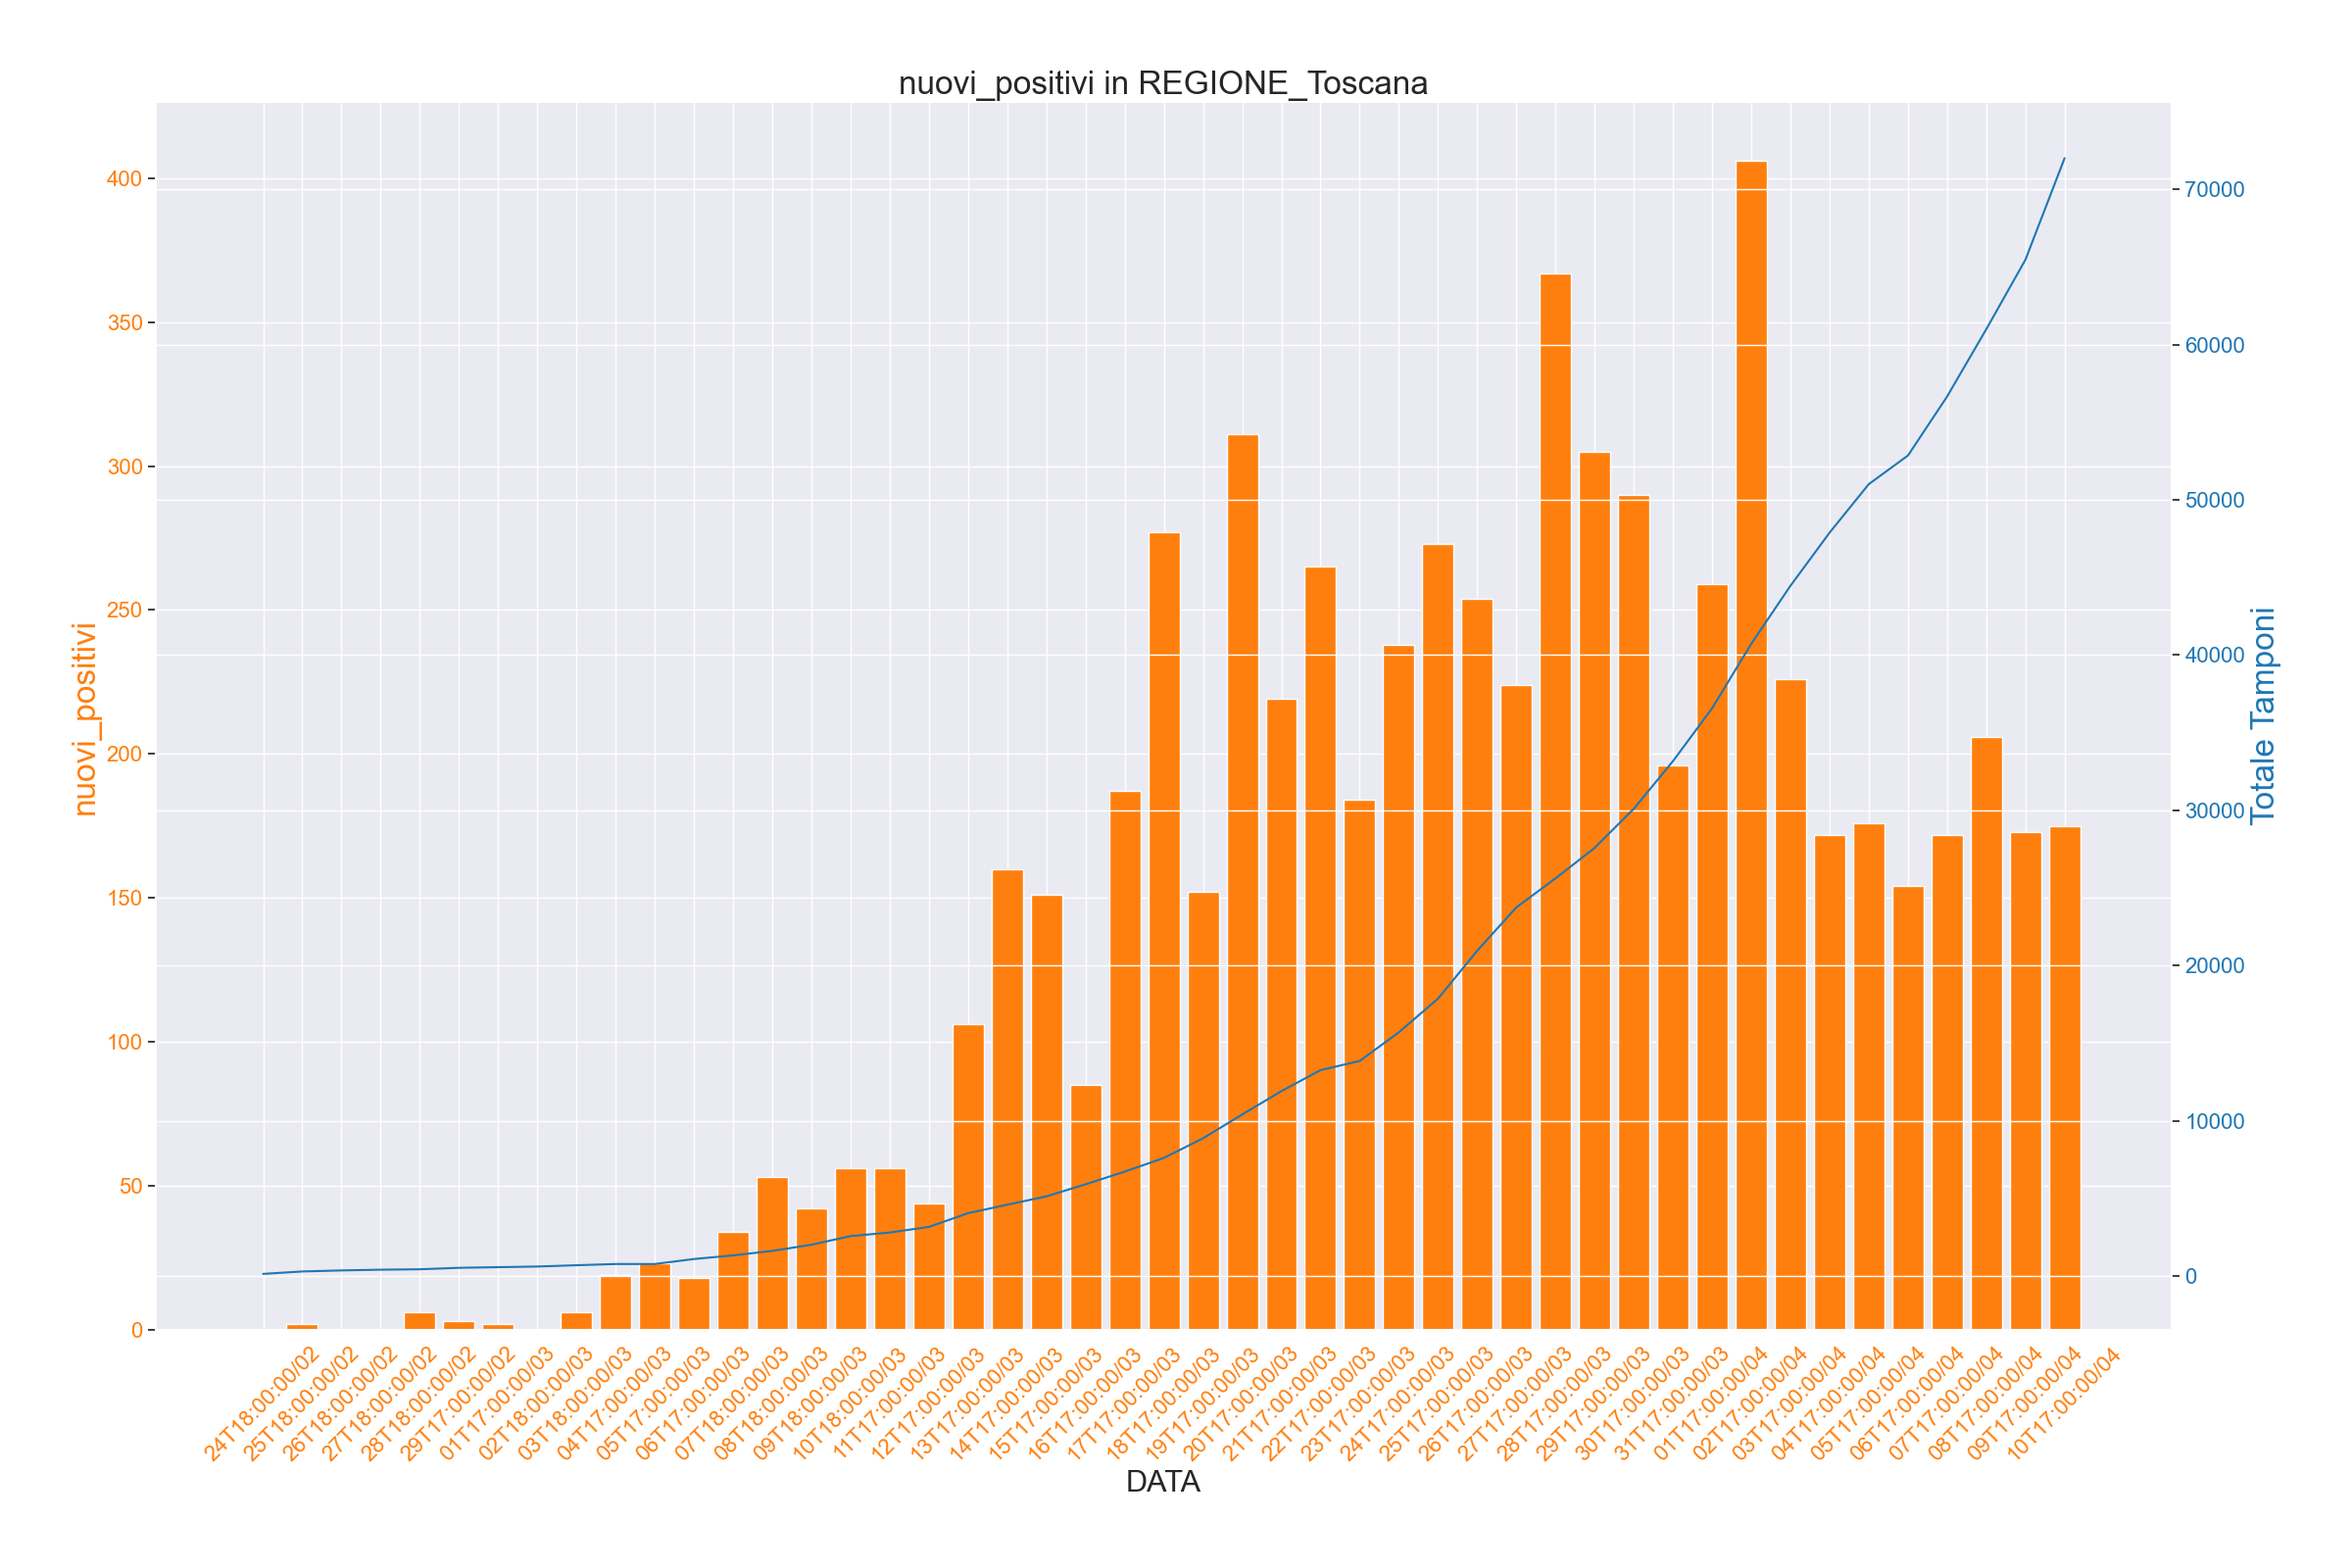 nuovi_positivi in REGIONE_Toscana
nuovi_positivi
400
350
300
250
200
150
100
50
0
70000
60000
50000
40000
30000
20000
10000
0
Totale Tamponi
24T18:00:00/02
25T18:00:00/02
26T18:00:00/02
27T18:00:00/02
28T18:00:00/02
29T17:00:00/02
01T17:00:00/03
02T18:00:00/03
03T18:00:00/03
04T17:00:00/03
05T17:00:00/03
06T17:00:00/03
07T18:00:00/03
08T18:00:00/03
09T18:00:00/03
10T18:00:00/03
11T17:00:00/03
12T17:00:00/03
13T17:00:00/03
14T17:00:00/03
15T17:00:00/03
16T17:00:00/03
17T17:00:00/03
18T17:00:00/03
19T17:00:00/03
20T17:00:00/03
21T17:00:00/03
22T17:00:00/03
23T17:00:00/03
24T17:00:00/03
25T17:00:00/03
26T17:00:00/03
27T17:00:00/03
28T17:00:00/03
29T17:00:00/03
30T17:00:00/03
31T17:00:00/03
01T17:00:00/04
02T17:00:00/04
03T17:00:00/04
04T17:00:00/04
05T17:00:00/04
06T17:00:00/04
07T17:00:00/04
08T17:00:00/04
09T17:00:00/04
10T17:00:00/04
DATA